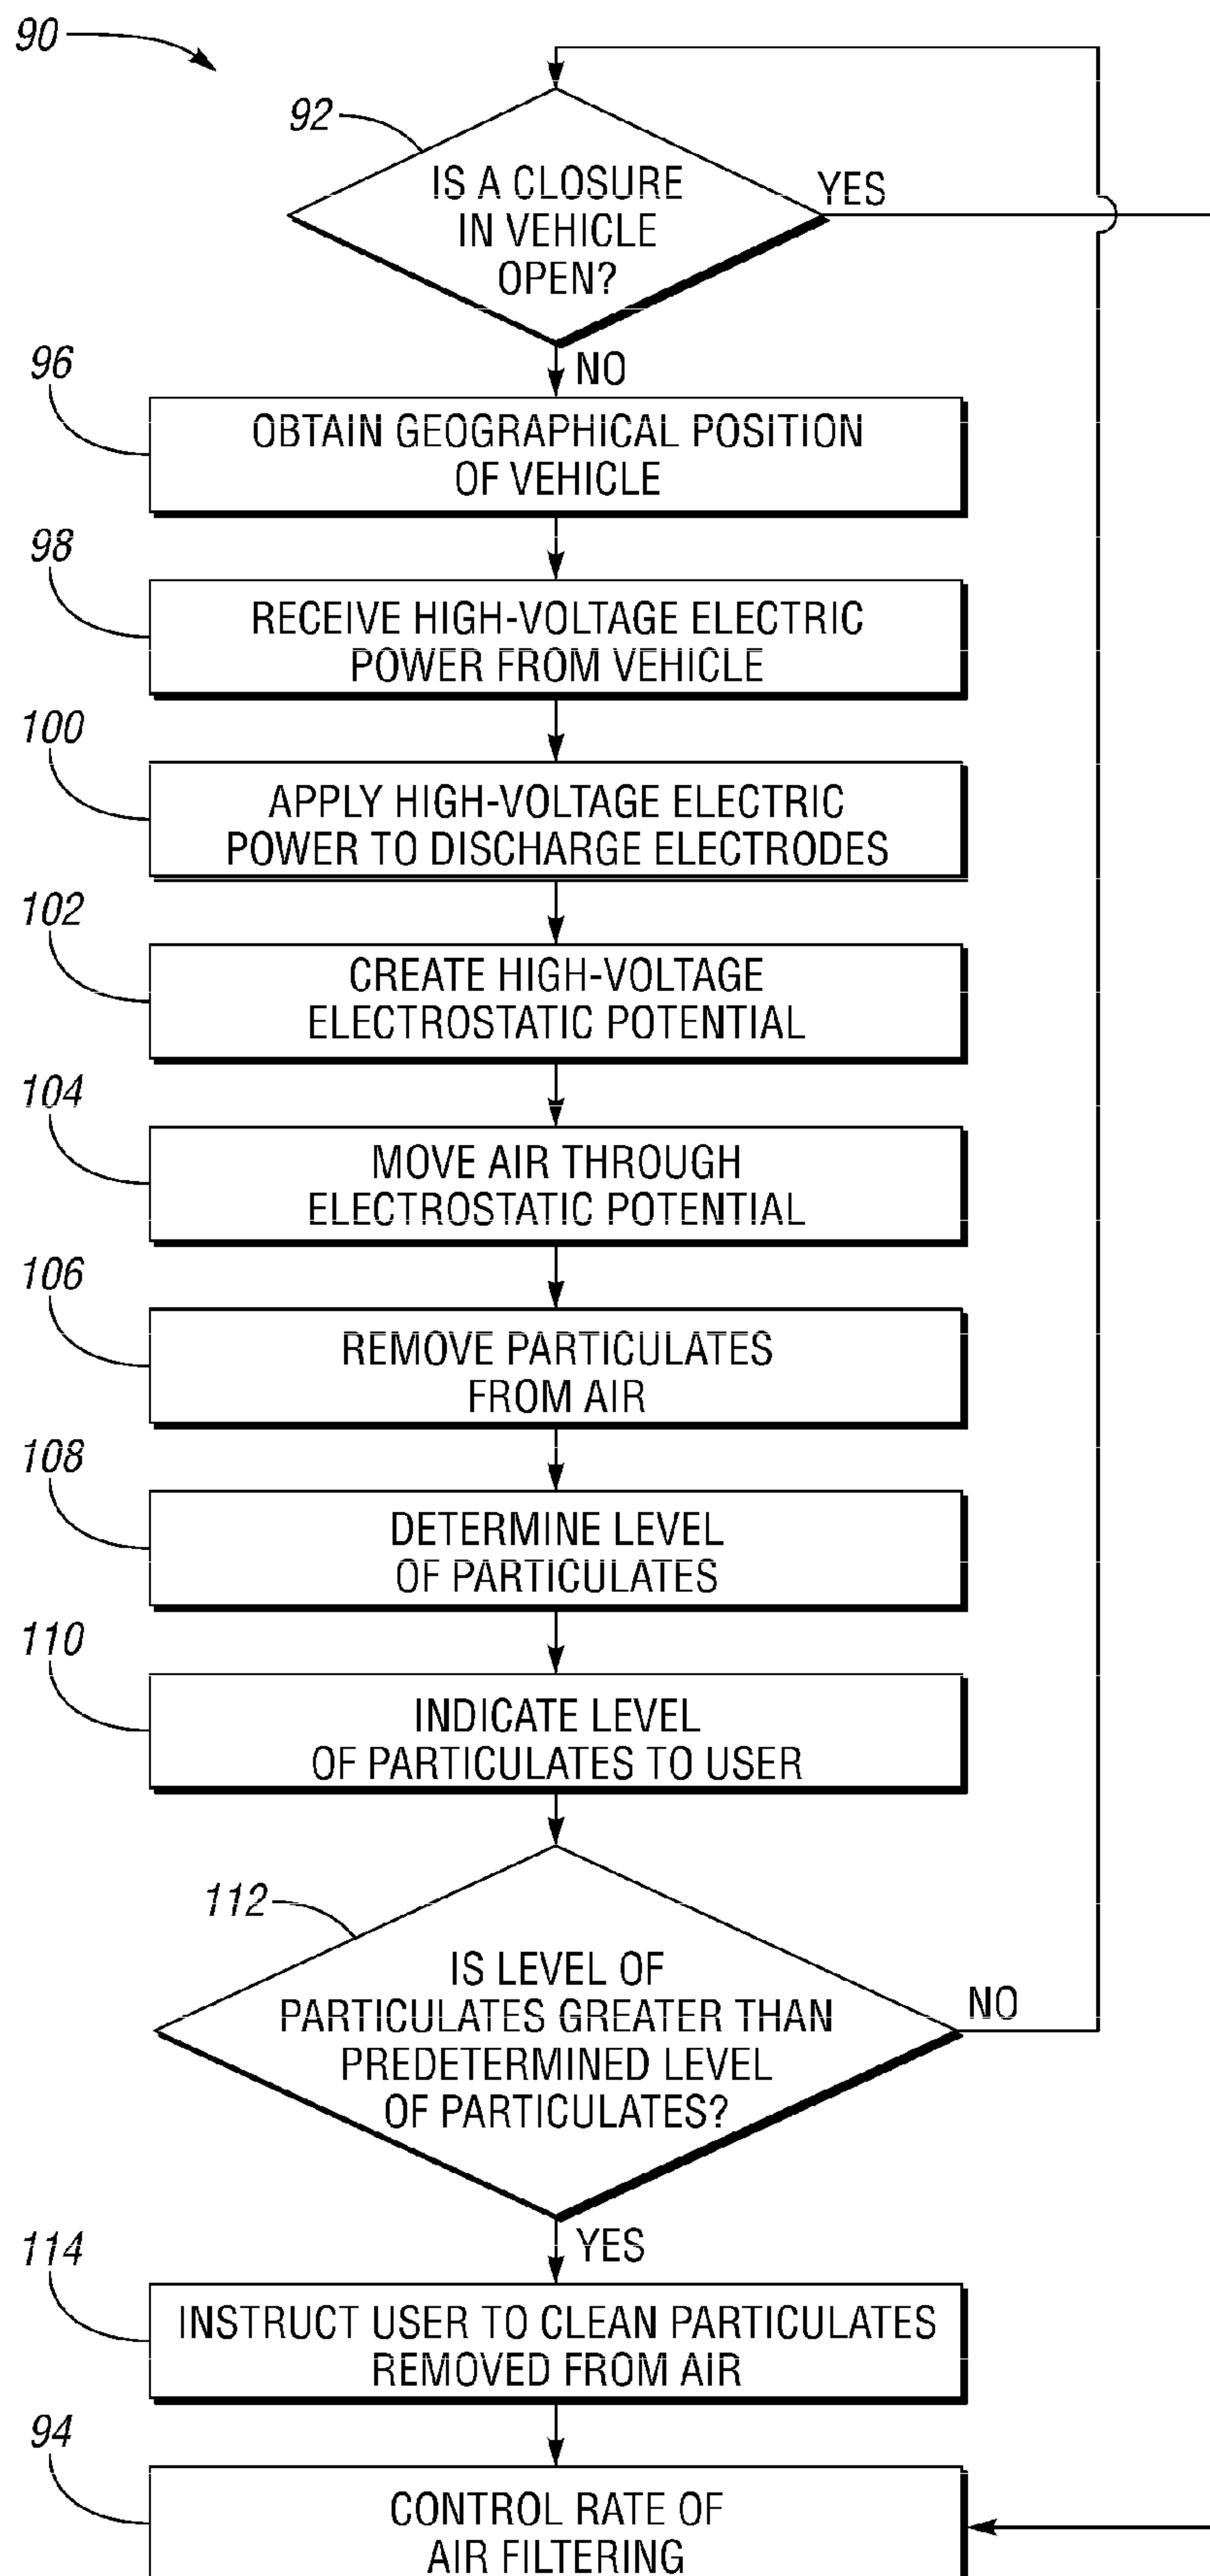 90
92
IS A CLOSURE
IN VEHICLE
OPEN?
YES
NO
96
OBTAIN GEOGRAPHICAL POSITION
OF VEHICLE
98
RECEIVE HIGH-VOLTAGE ELECTRIC
POWER FROM VEHICLE
100
APPLY HIGH-VOLTAGE ELECTRIC
POWER TO DISCHARGE ELECTRODES
102
CREATE HIGH-VOLTAGE
ELECTROSTATIC POTENTIAL
104
MOVE AIR THROUGH
ELECTROSTATIC POTENTIAL
106
REMOVE PARTICULATES
FROM AIR
108
DETERMINE LEVEL
OF PARTICULATES
110
INDICATE LEVEL
OF PARTICULATES TO USER
112
IS LEVEL OF
PARTICULATES GREATER THAN
PREDETERMINED LEVEL
OF PARTICULATES?
NO
YES
114
INSTRUCT USER TO CLEAN PARTICULATES
REMOVED FROM AIR
94
CONTROL RATE OF
AIR FILTERING